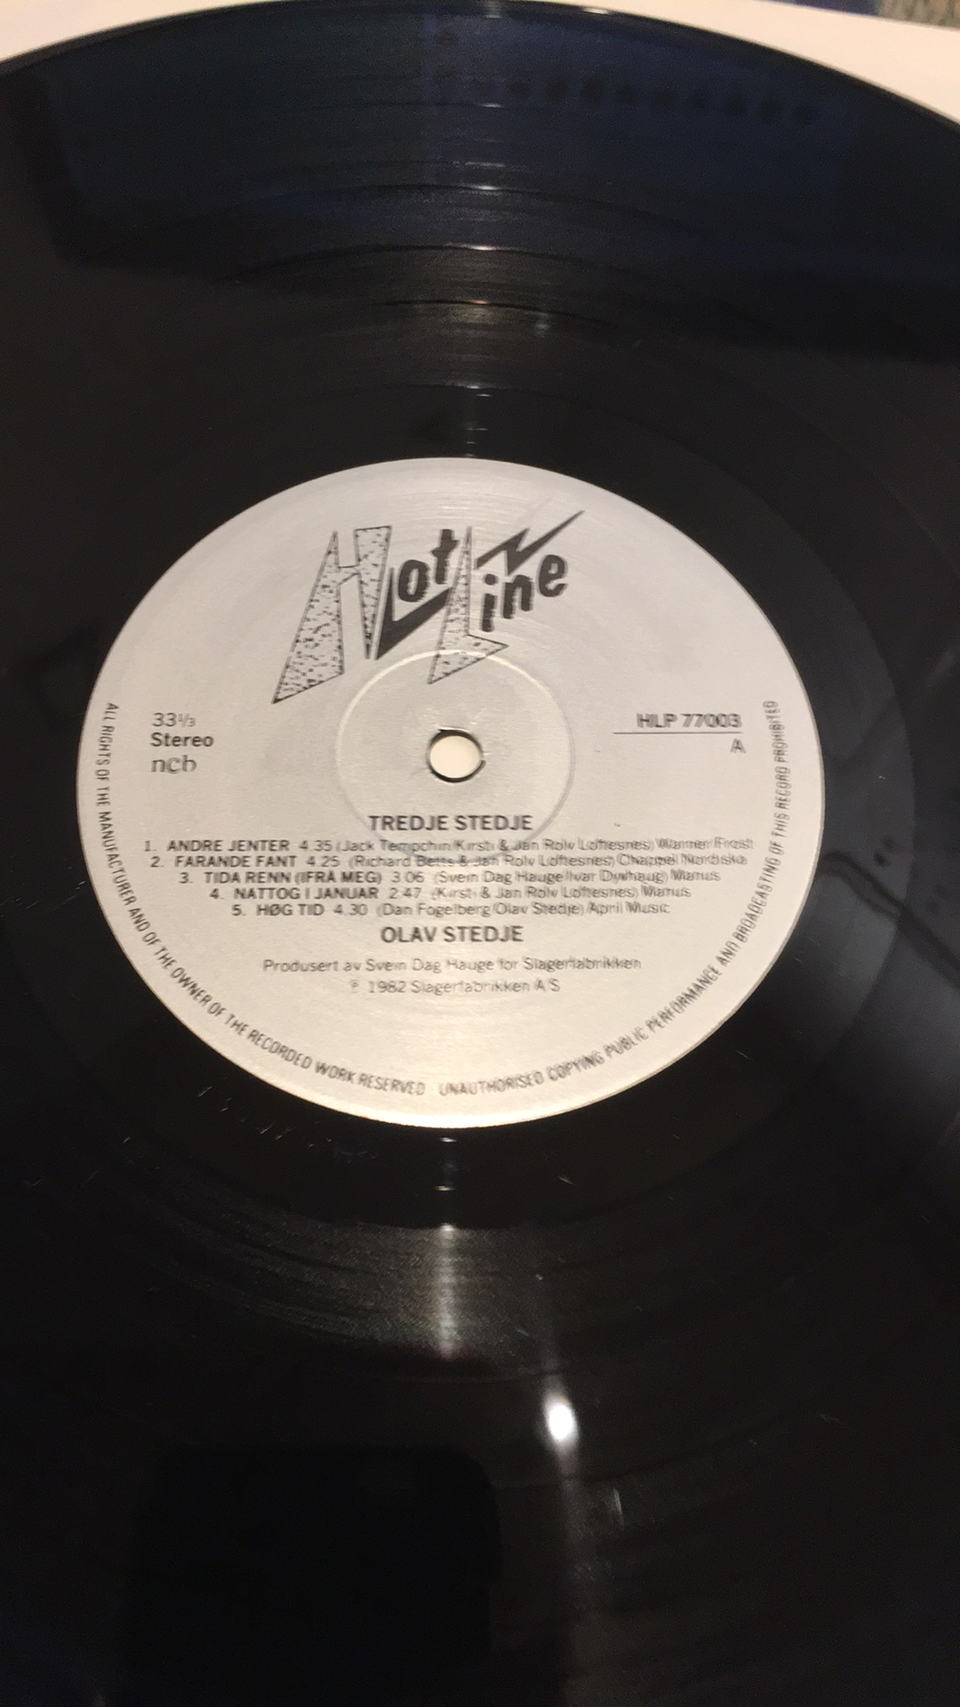 Hot Line
33⅓
Stereo
ncb
HLP 77003
A
TREDJE STEDJE
1. ANDRE JENTER 4.35 (Jack Tempchin/Kirsti & Jan Rolv Loftesnes) Warner/Frost
2. FARANDE FANT 4.25 (Richard Betts & Jan Rolv Loftesnes) Chappel Nordiska
3. TIDA RENN (IFRÅ MEG) 3.06 (Svein Dag Hauge/Ivar Dyrhaug) Manus
4. NATTOG I JANUAR 2.47 (Kirsti & Jan Rolv Loftesnes) Manus
5. HØG TID 4.30 (Dan Fogelberg/Olav Stedje) April Music
OLAV STEDJE
Produsert av Svein Dag Hauge for Slagerfabrikken
℗ 1982 Slagerfabrikken A/S
ALL RIGHTS OF THE MANUFACTURER AND OF THE OWNER OF THE RECORDED WORK RESERVED UNAUTHORISED COPYING PUBLIC PERFORMANCE AND BROADCASTING OF THIS RECORD PROHIBITED